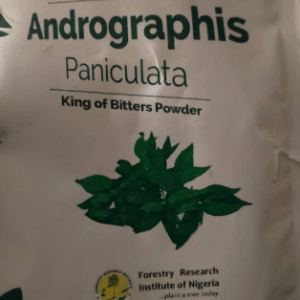 Andrographis
Paniculata
King of Bitters Powder
Forestry Research
Institute of Nigeria
...plant a tree today.